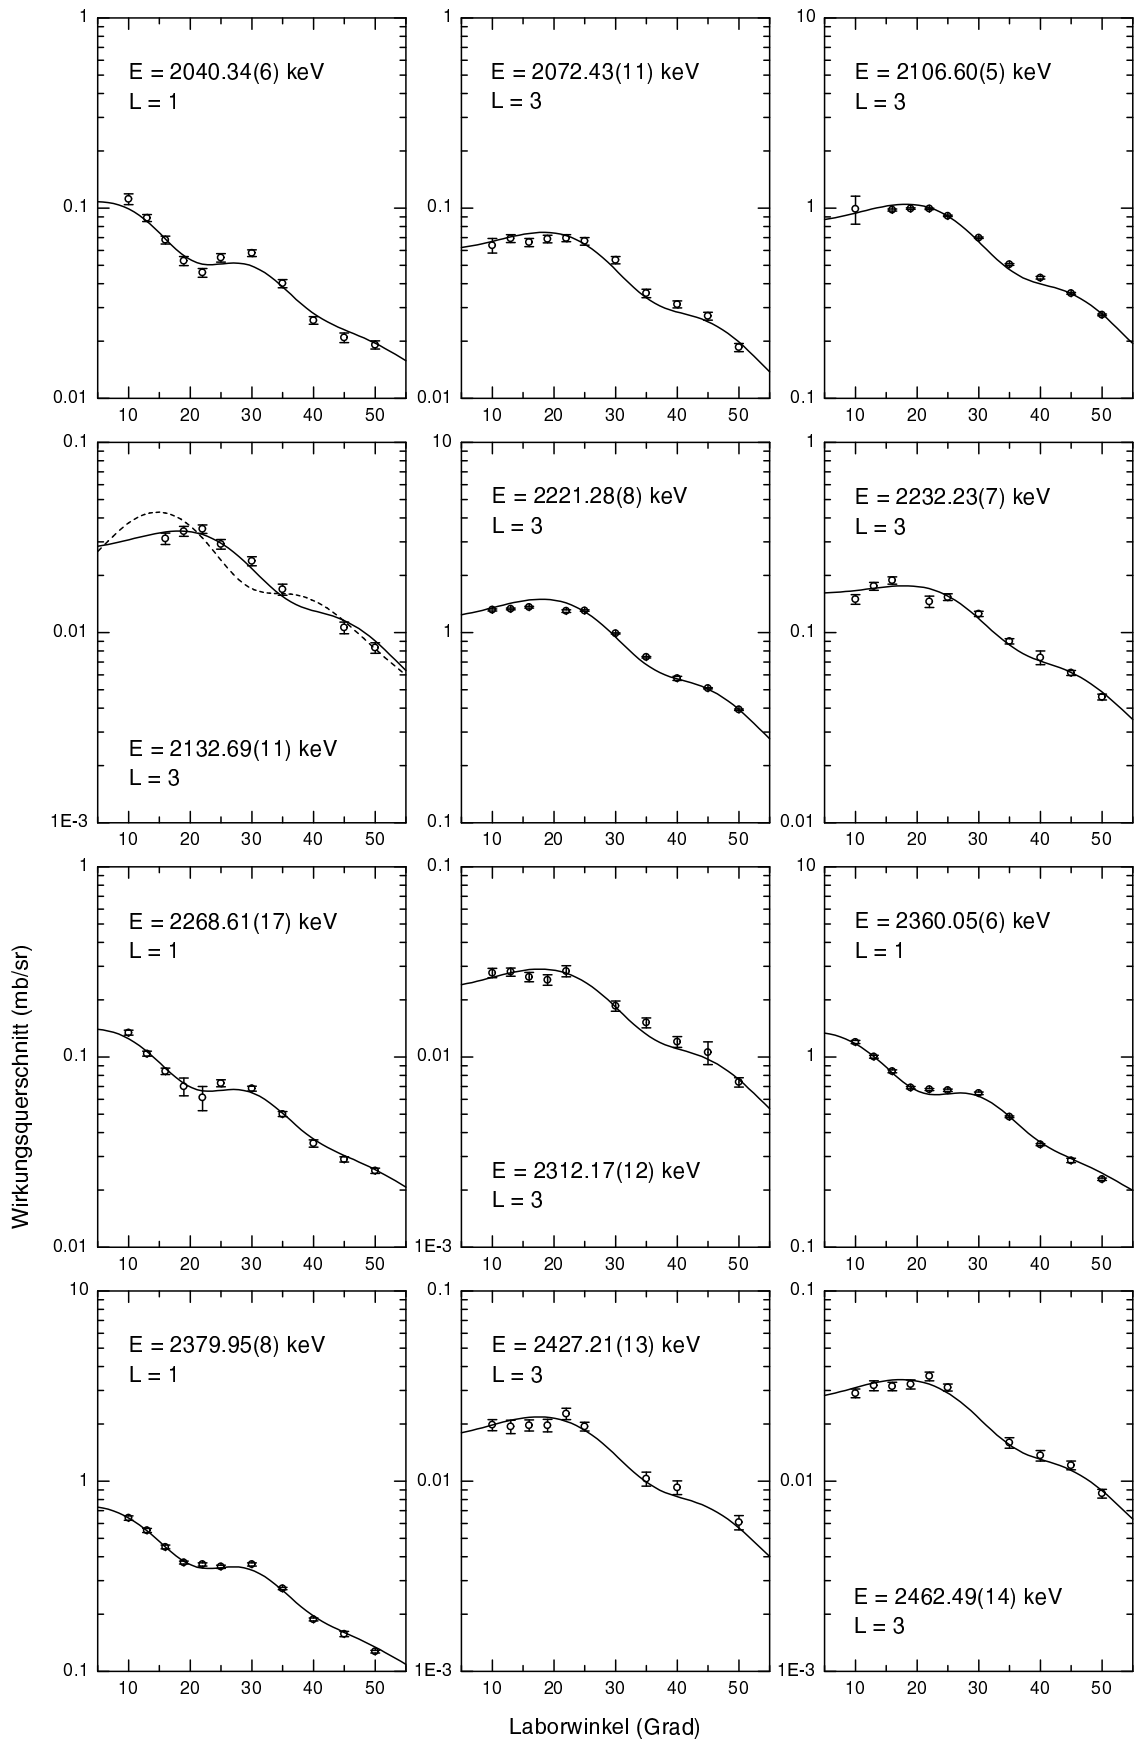 1
0.1
0.01
10 20 30 40 50
E = 2040.34(6) keV
L = 1
1
0.1
0.01
10 20 30 40 50
E = 2072.43(11) keV
L = 3
10
1
0.1
10 20 30 40 50
E = 2106.60(5) keV
L = 3
0.1
0.01
1E-3
10 20 30 40 50
E = 2132.69(11) keV
L = 3
10
1
0.1
10 20 30 40 50
E = 2221.28(8) keV
L = 3
1
0.1
0.01
10 20 30 40 50
E = 2232.23(7) keV
L = 3
1
0.1
0.01
10 20 30 40 50
E = 2268.61(17) keV
L = 1
0.1
0.01
1E-3
10 20 30 40 50
E = 2312.17(12) keV
L = 3
10
1
0.1
10 20 30 40 50
E = 2360.05(6) keV
L = 1
10
1
0.1
10 20 30 40 50
E = 2379.95(8) keV
L = 1
0.1
0.01
1E-3
10 20 30 40 50
E = 2427.21(13) keV
L = 3
0.1
0.01
1E-3
10 20 30 40 50
E = 2462.49(14) keV
L = 3
Wirkungsquerschnitt (mb/sr)
Laborwinkel (Grad)